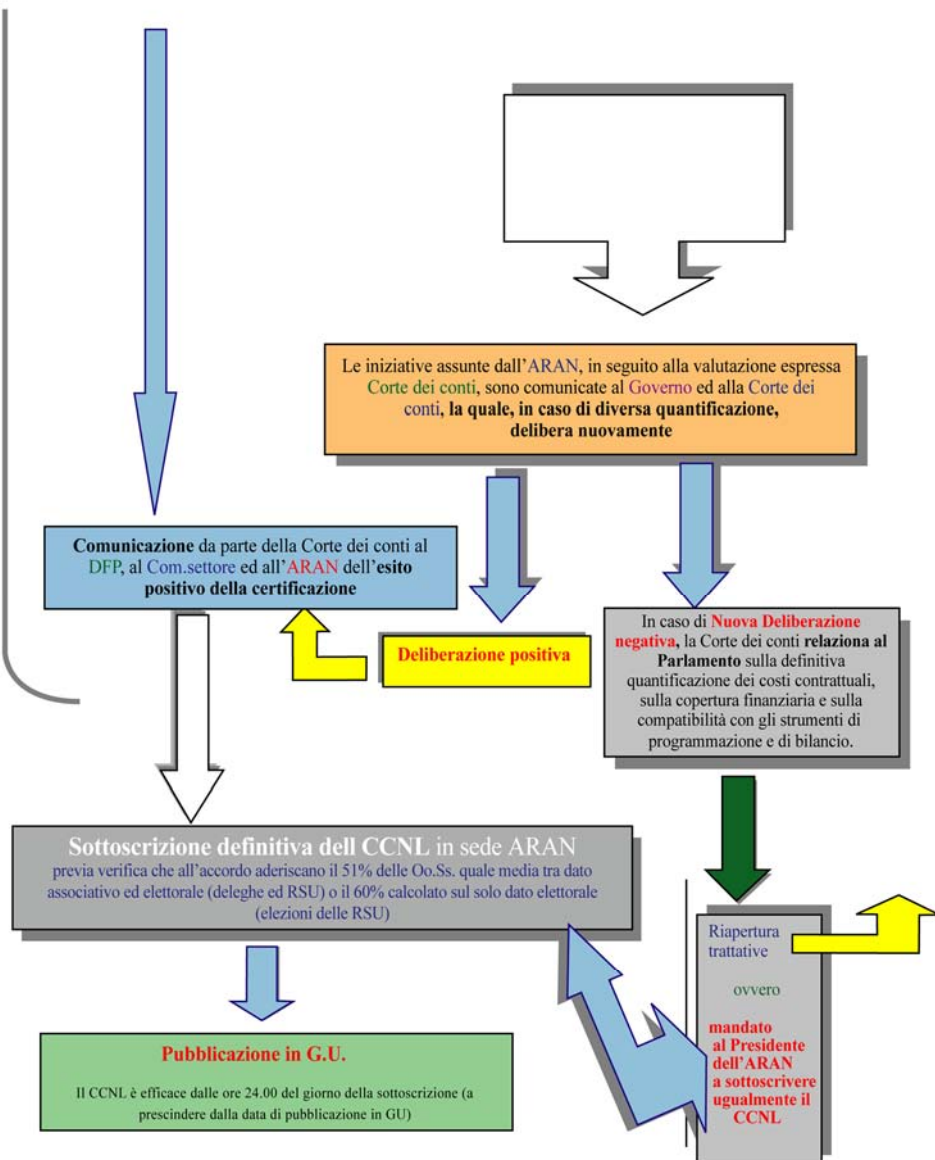 Le iniziative assunte dall'ARAN, in seguito alla valutazione espressa
Corte dei conti, sono comunicate al Governo ed alla Corte dei
conti, la quale, in caso di diversa quantificazione,
delibera nuovamente
Comunicazione da parte della Corte dei conti al
DFP, al Com.settore ed all'ARAN dell'esito
positivo della certificazione
Deliberazione positiva
In caso di Nuova Deliberazione
negativa, la Corte dei conti relaziona al
Parlamento sulla definitiva
quantificazione dei costi contrattuali,
sulla copertura finanziaria e sulla
compatibilità con gli strumenti di
programmazione e di bilancio.
Sottoscrizione definitiva dell CCNL in sede ARAN
previa verifica che all'accordo aderiscano il 51% delle Oo.Ss. quale media tra dato
associativo ed elettorale (deleghe ed RSU) o il 60% calcolato sul solo dato elettorale
(elezioni delle RSU)
Riapertura
trattative
ovvero
mandato
al Presidente
dell'ARAN
a sottoscrivere
ugualmente il
CCNL
Pubblicazione in G.U.
Il CCNL è efficace dalle ore 24.00 del giorno della sottoscrizione (a
prescindere dalla data di pubblicazione in GU)